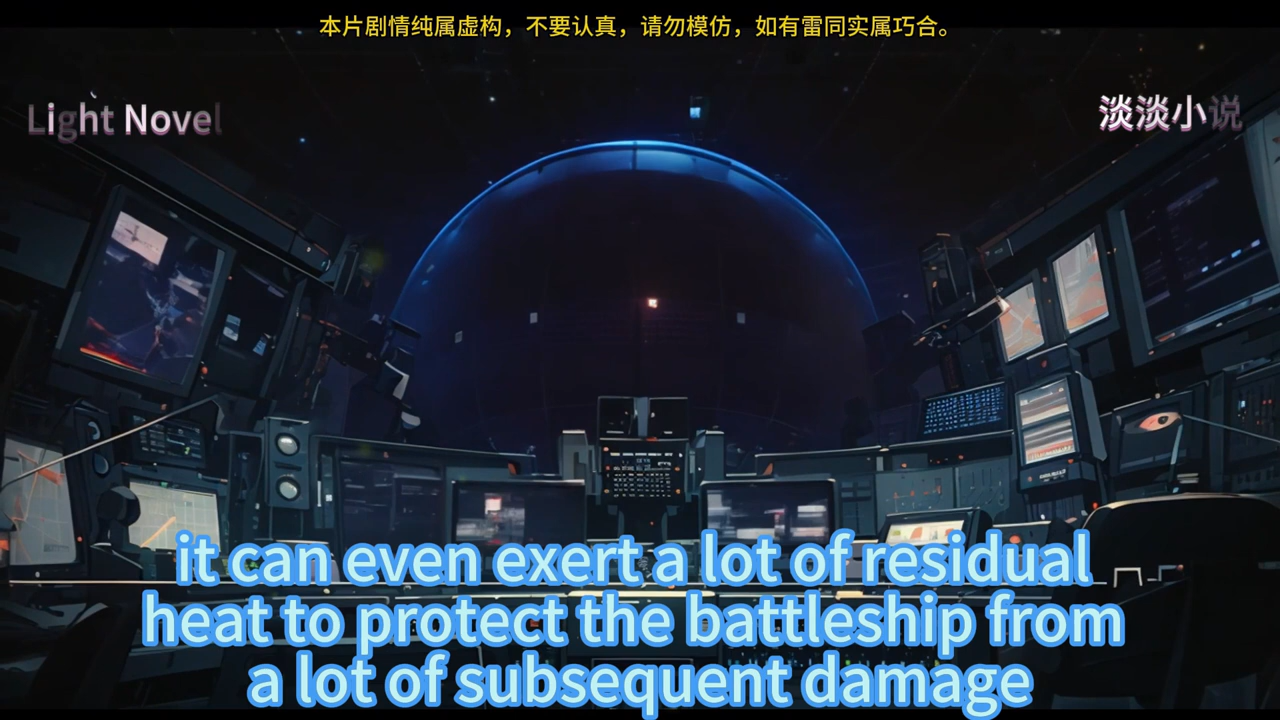 本片剧情纯属虚构，不要认真，请勿模仿，如有雷同实属巧合。
Light Novel
淡淡小说
it can even exert a lot of residual
heat to protect the battleship from
a lot of subsequent damage